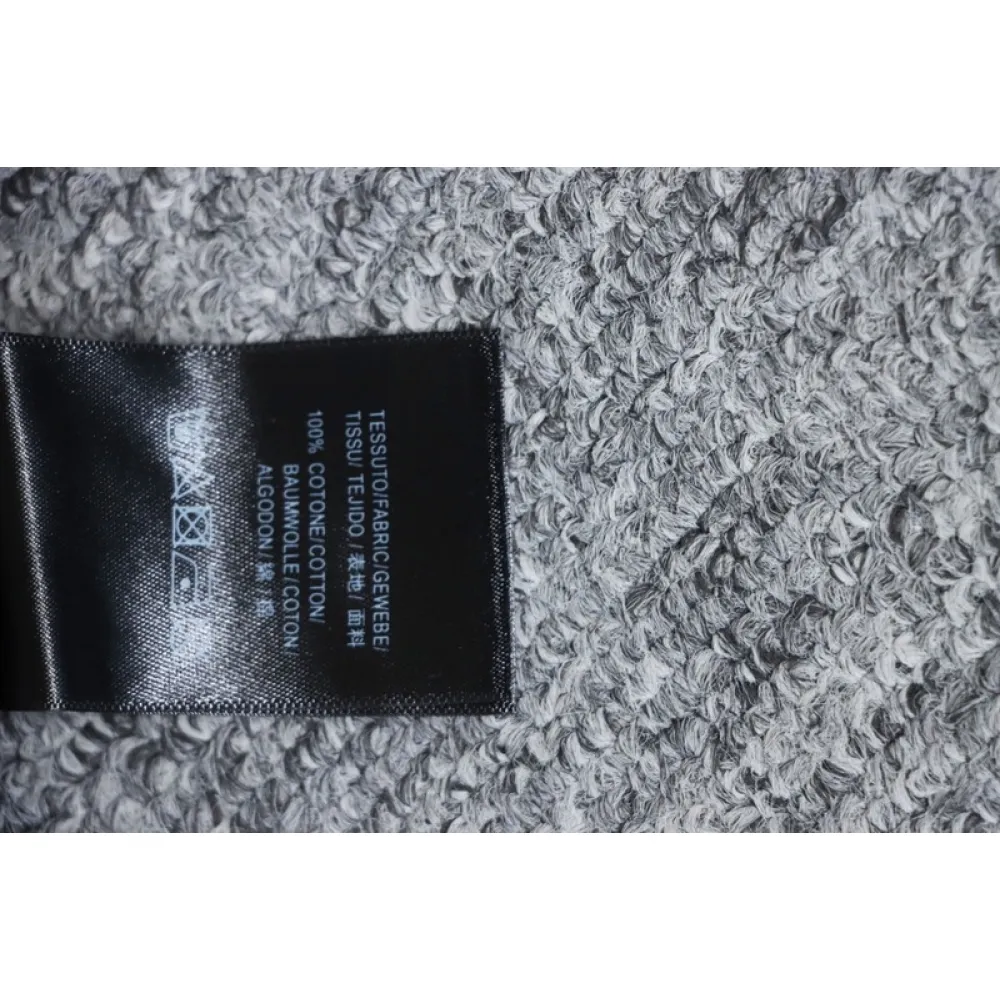 TESSUTO/FABRIC/GEWEBE/
TISSU/ TEJIDO / 表地/ 面料
100% COTONE/COTTON/
BAUMWOLLE/COTON/
ALGODON / 綿 / 棉